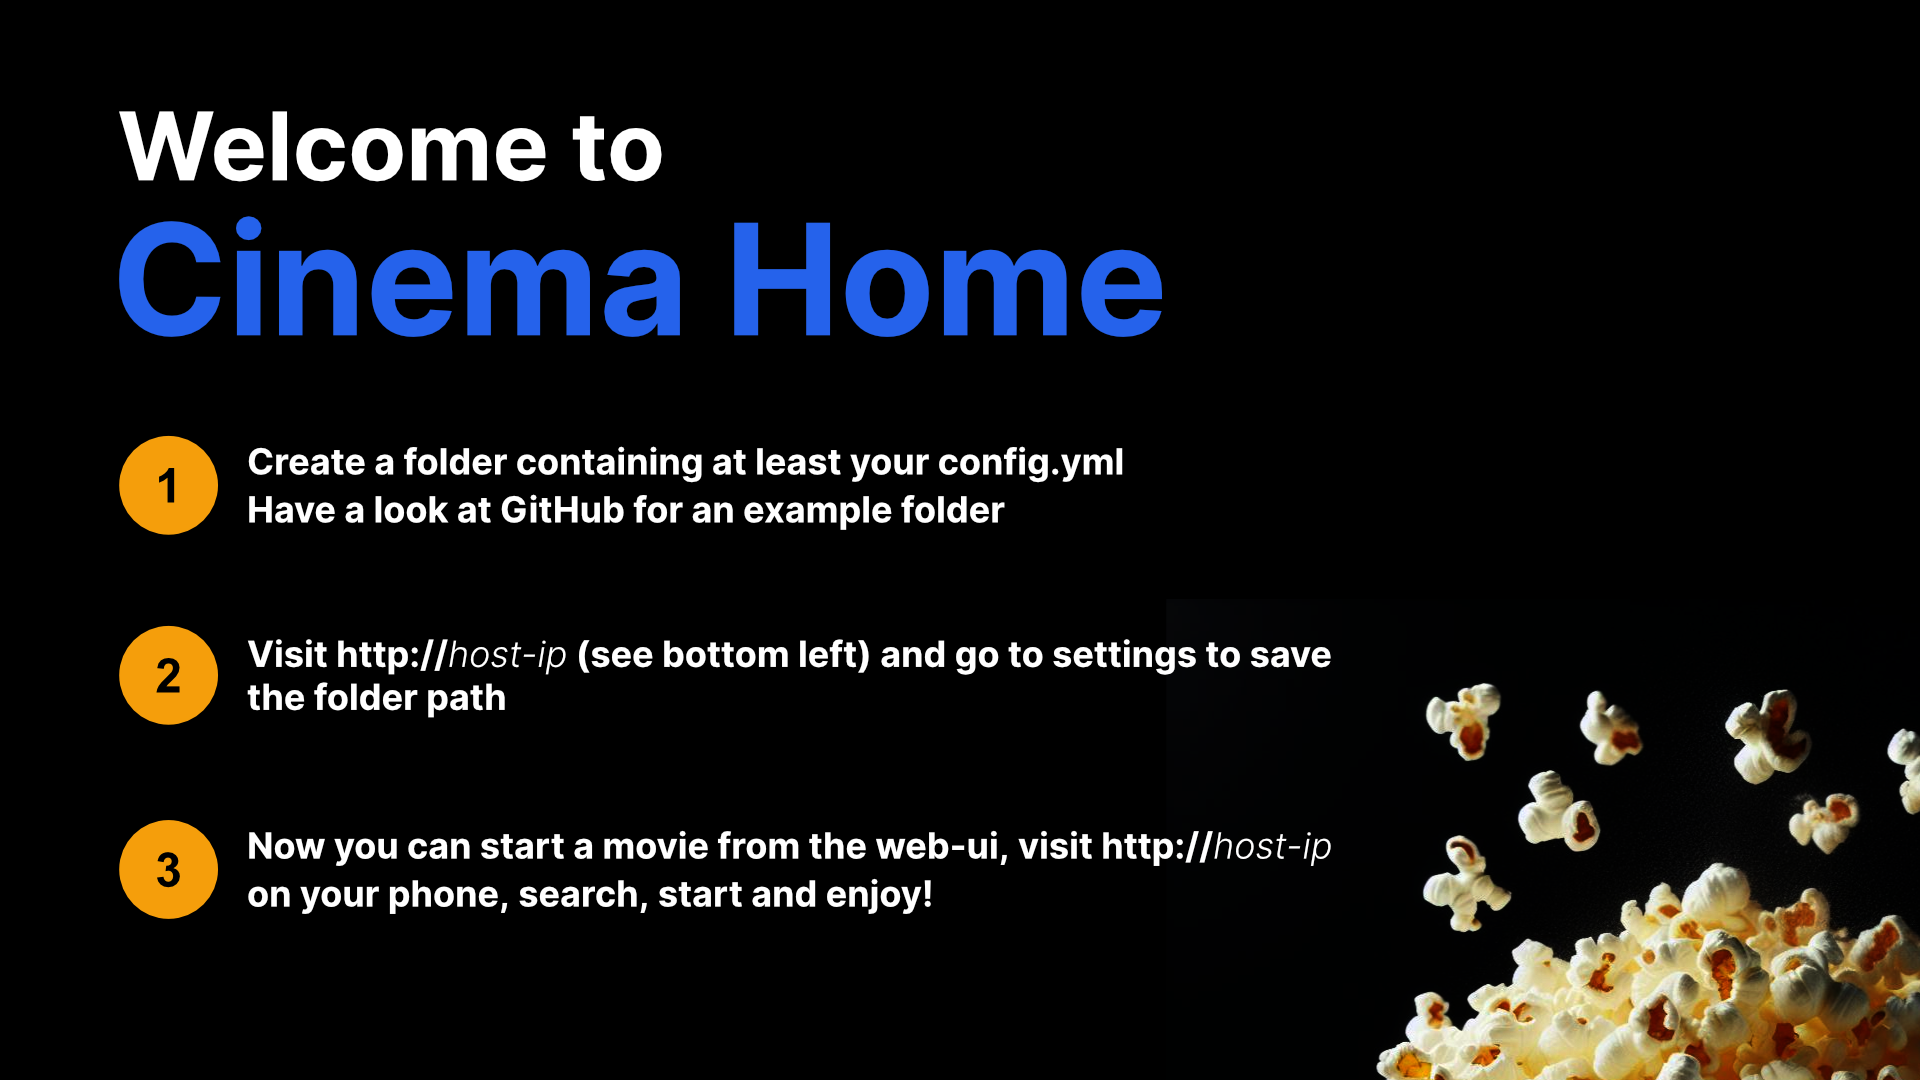 Welcome to
Cinema Home
1
Create a folder containing at least your config.yml
Have a look at GitHub for an example folder
2
Visit http://host-ip (see bottom left) and go to settings to save
the folder path
3
Now you can start a movie from the web-ui, visit http://host-ip
on your phone, search, start and enjoy!